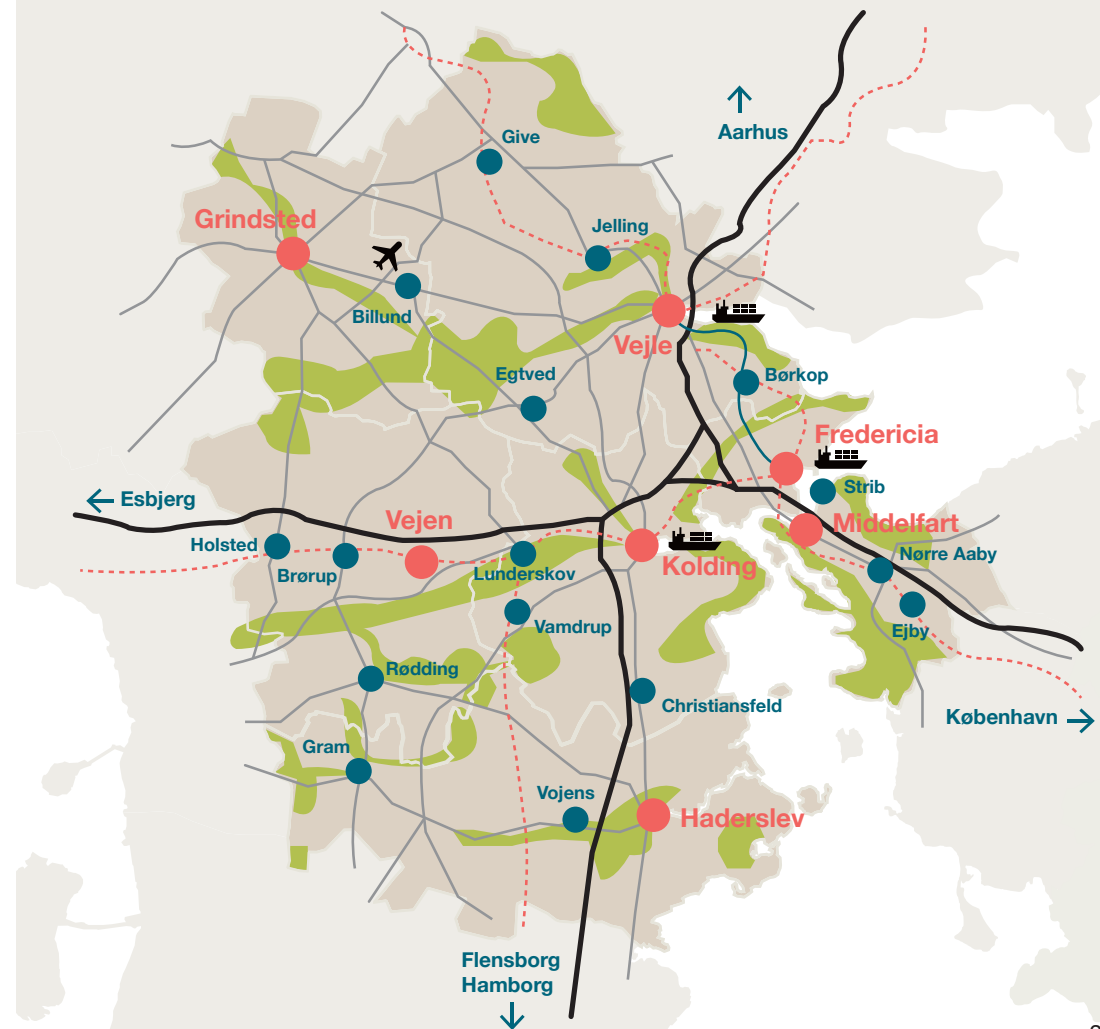 Aarhus
Give
Grindsted
Jelling
Billund
Vejle
Egtved
Børkop
Fredericia
Esbjerg
Strib
Vejen
Middelfart
Holsted
Nørre Aaby
Kolding
Brørup
Lunderskov
Vamdrup
Ejby
Rødding
Christiansfeld
København
Gram
Vojens
Haderslev
Flensborg
Hamborg